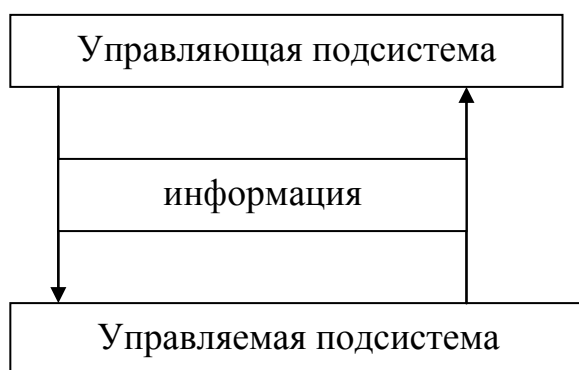 Управляющая подсистема
информация
Управляемая подсистема